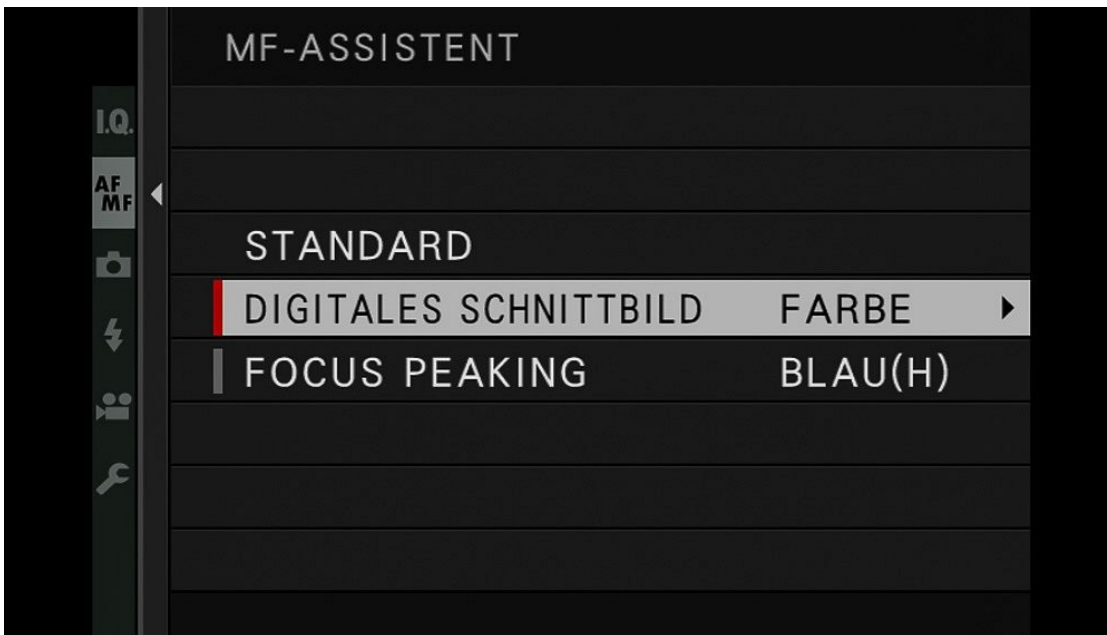 MF-ASSISTENT
I.Q.
AF
MF
STANDARD
DIGITALES SCHNITTBILD FARBE
FOCUS PEAKING BLAU(H)